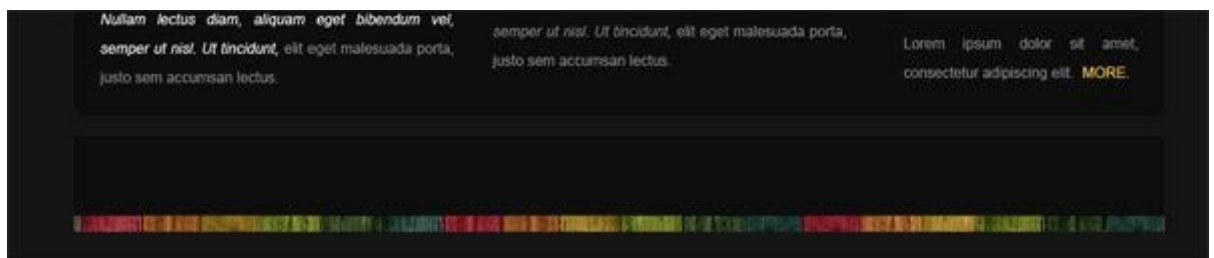 Nullam lectus diam, aliquam eget bibendum vel,
semper ut nisl. Ut tincidunt, elit eget malesuada porta,
justo sem accumsan lectus.
semper ut nisl. Ut tincidunt, elit eget malesuada porta,
justo sem accumsan lectus.
Lorem ipsum dolor sit amet,
consectetur adipiscing elit. MORE.